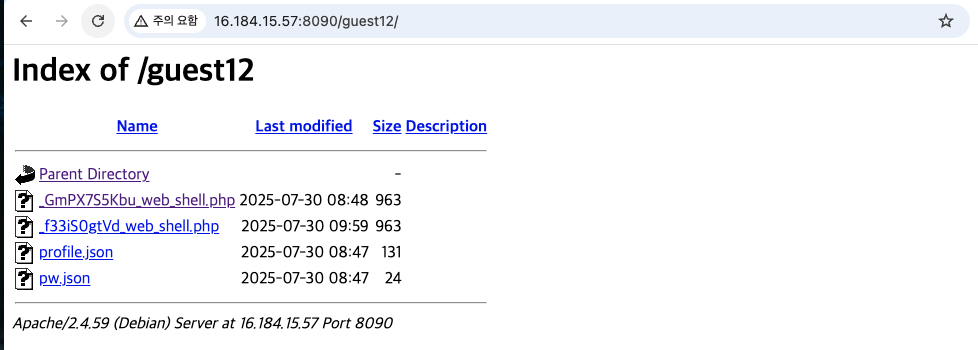 주의 요함 16.184.15.57:8090/guest12/
Index of /guest12
Name Last modified Size Description
Parent Directory -
_GmPX7S5Kbu_web_shell.php 2025-07-30 08:48 963
_f33iS0gtVd_web_shell.php 2025-07-30 09:59 963
profile.json 2025-07-30 08:47 131
pw.json 2025-07-30 08:47 24
Apache/2.4.59 (Debian) Server at 16.184.15.57 Port 8090